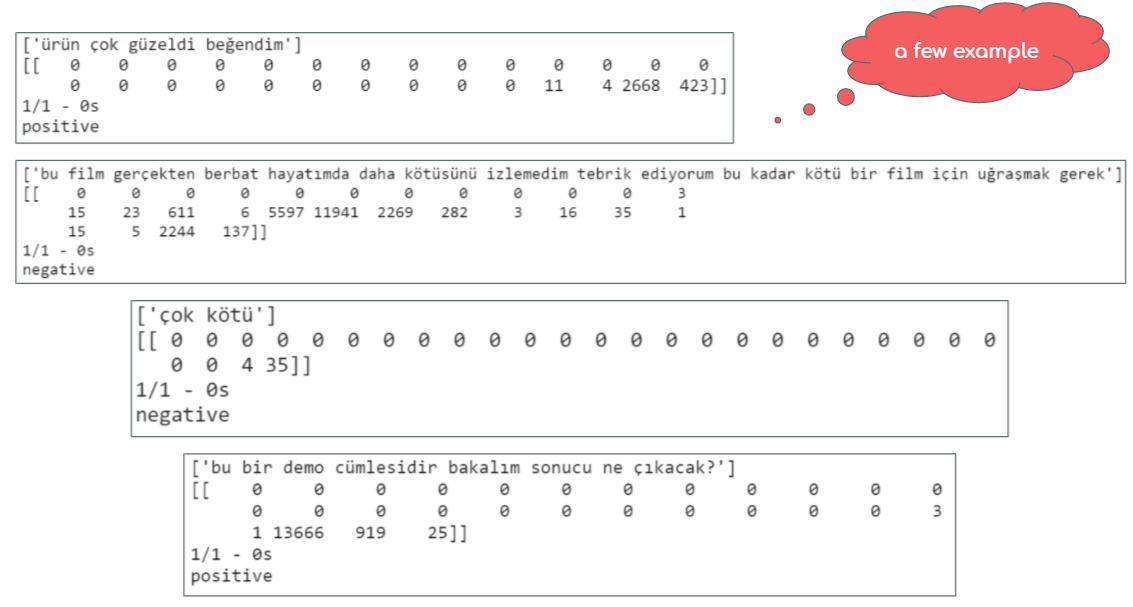 a few example
['ürün çok güzeldi beğendim']
[[ 0 0 0 0 0 0 0 0 0 0 0 0 0 0
0 0 0 0 0 0 0 0 0 0 11 4 2668 423]]
1/1 - 0s
positive
['bu film gerçekten berbat hayatımda daha kötüsünü izlemedim tebrik ediyorum bu kadar kötü bir film için uğraşmak gerek']
[[ 0 0 0 0 0 0 0 0 0 0 0 3
15 23 611 6 5597 11941 2269 282 3 16 35 1
15 5 2244 137]]
1/1 - 0s
negative
['çok kötü']
[[ 0 0 0 0 0 0 0 0 0 0 0 0 0 0 0 0 0 0 0 0 0 0 0 0
0 0 4 35]]
1/1 - 0s
negative
['bu bir demo cümlesidir bakalım sonucu ne çıkacak?']
[[ 0 0 0 0 0 0 0 0 0 0 0 0
0 0 0 0 0 0 0 0 0 0 0 3
1 13666 919 25]]
1/1 - 0s
positive